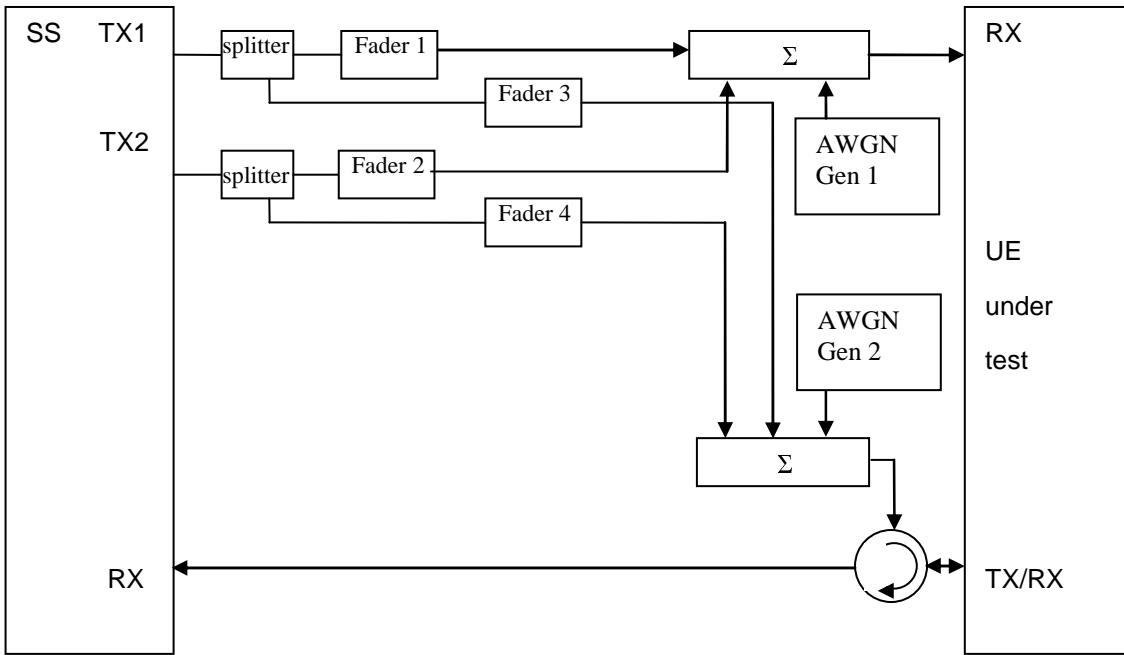 SS TX1
splitter
Fader 1
Σ
RX
Fader 3
TX2
AWGN
Gen 1
splitter
Fader 2
Fader 4
UE
under
test
AWGN
Gen 2
Σ
RX
TX/RX